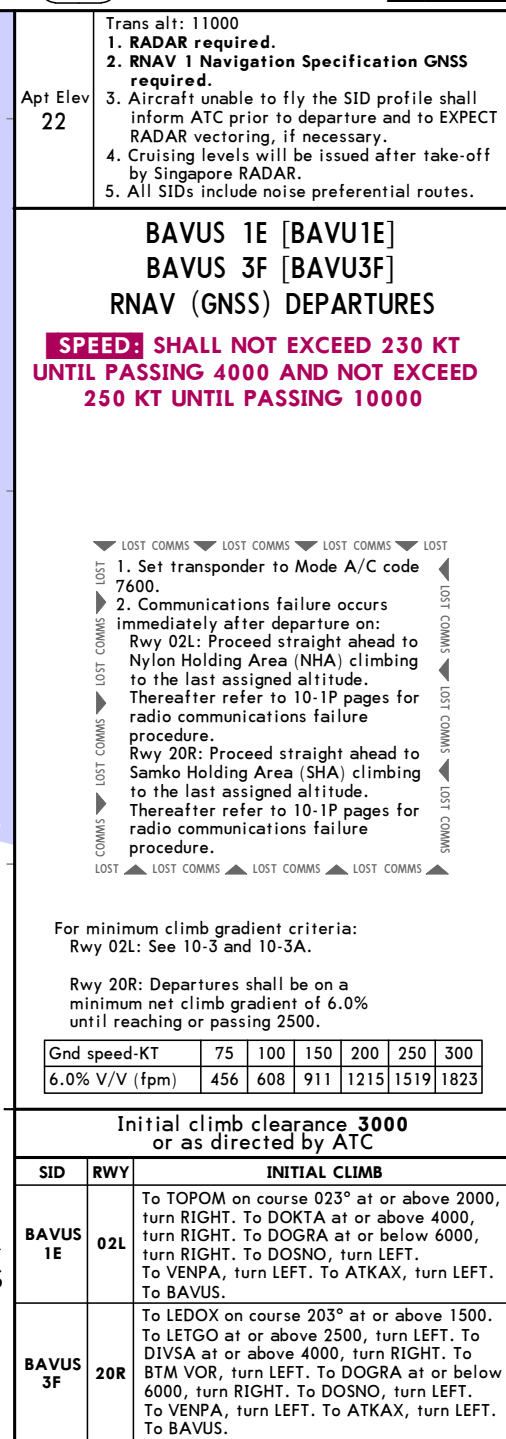 Apt Elev
22
Trans alt: 11000
1. RADAR required.
2. RNAV 1 Navigation Specification GNSS
required.
3. Aircraft unable to fly the SID profile shall
inform ATC prior to departure and to EXPECT
RADAR vectoring, if necessary.
4. Cruising levels will be issued after take-off
by Singapore RADAR.
5. All SIDs include noise preferential routes.
BAVUS 1E [BAVU1E]
BAVUS 3F [BAVU3F]
RNAV (GNSS) DEPARTURES
SPEED: SHALL NOT EXCEED 230 KT
UNTIL PASSING 4000 AND NOT EXCEED
250 KT UNTIL PASSING 10000
LOST COMMS LOST COMMS LOST COMMS LOST
LOST COMMS LOST COMMS LOST COMMS
1. Set transponder to Mode A/C code
7600.
2. Communications failure occurs
immediately after departure on:
Rwy 02L: Proceed straight ahead to
Nylon Holding Area (NHA) climbing
to the last assigned altitude.
Thereafter refer to 10-1P pages for
radio communications failure
procedure.
Rwy 20R: Proceed straight ahead to
Samko Holding Area (SHA) climbing
to the last assigned altitude.
Thereafter refer to 10-1P pages for
radio communications failure
procedure.
LOST COMMS LOST COMMS LOST COMMS
LOST LOST COMMS LOST COMMS LOST COMMS
For minimum climb gradient criteria:
Rwy 02L: See 10-3 and 10-3A.
Rwy 20R: Departures shall be on a
minimum net climb gradient of 6.0%
until reaching or passing 2500.
Gnd speed-KT 75 100 150 200 250 300
6.0% V/V (fpm) 456 608 911 1215 1519 1823
Initial climb clearance 3000
or as directed by ATC
SID RWY INITIAL CLIMB
BAVUS
1E
02L
To TOPOM on course 023° at or above 2000,
turn RIGHT. To DOKTA at or above 4000,
turn RIGHT. To DOGRA at or below 6000,
turn RIGHT. To DOSNO, turn LEFT.
To VENPA, turn LEFT. To ATKAX, turn LEFT.
To BAVUS.
BAVUS
3F
20R
To LEDOX on course 203° at or above 1500.
To LETGO at or above 2500, turn LEFT. To
DIVSA at or above 4000, turn RIGHT. To
BTM VOR, turn LEFT. To DOGRA at or below
6000, turn RIGHT. To DOSNO, turn LEFT.
To VENPA, turn LEFT. To ATKAX, turn LEFT.
To BAVUS.